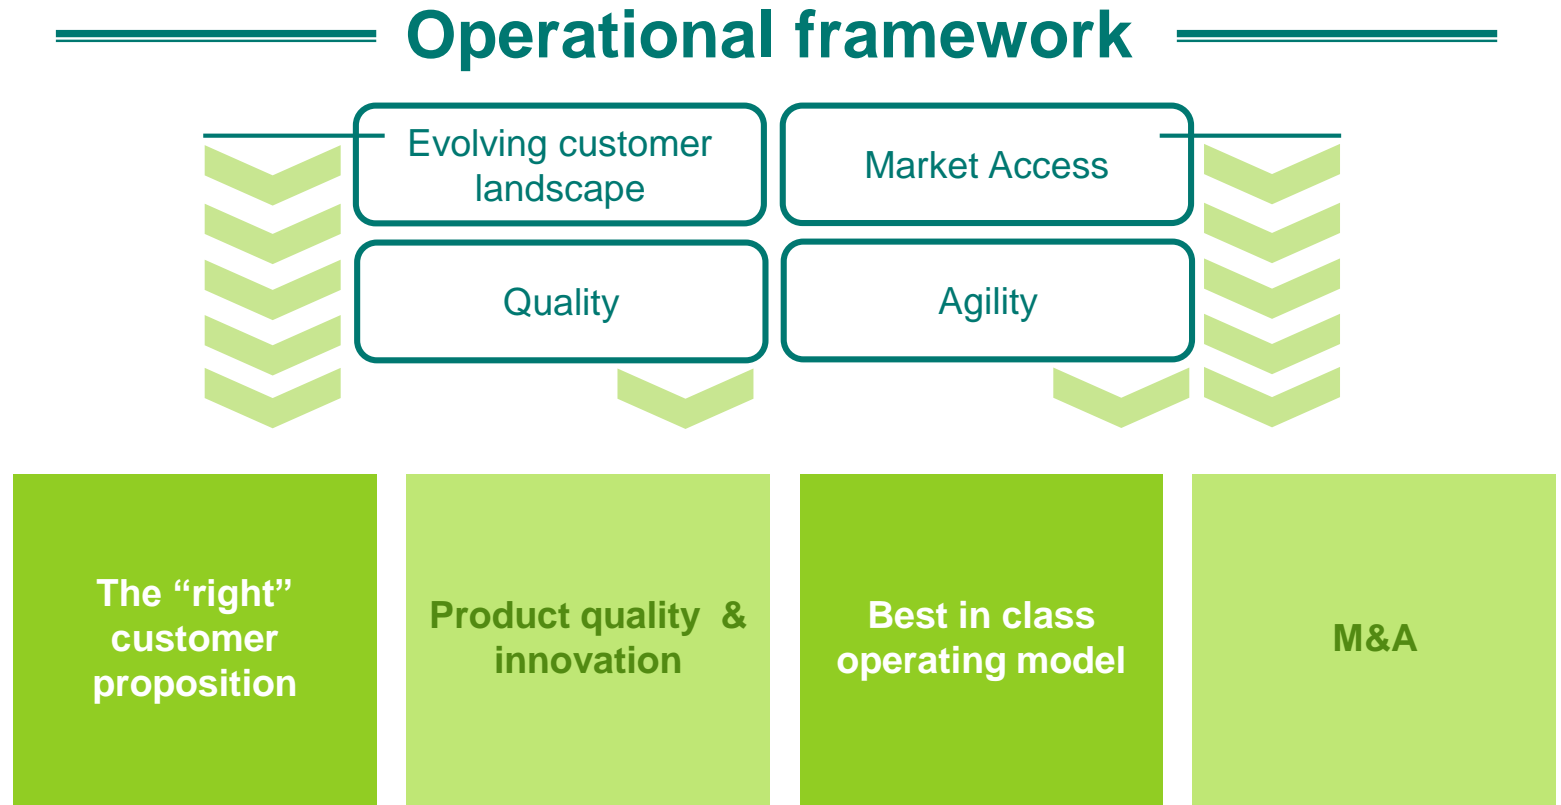 Operational framework
Evolving customer
landscape
Market Access
Quality
Agility
The “right”
customer
proposition
Product quality  &
innovation
Best in class
operating model
M&A